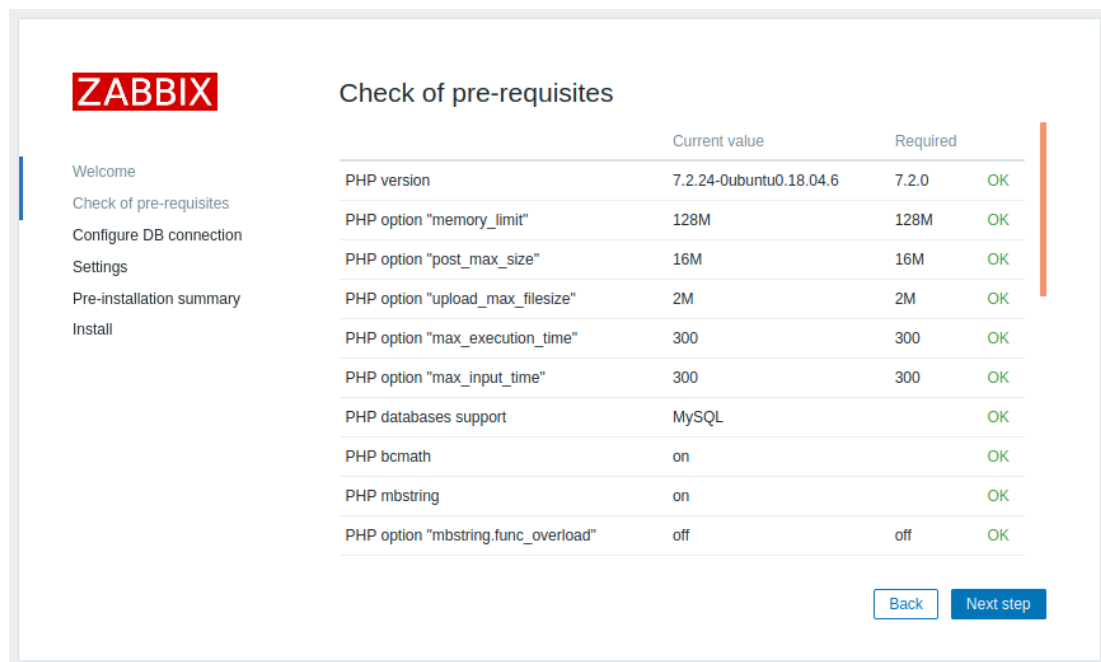 ZABBIX
Check of pre-requisites
Welcome
Check of pre-requisites
Configure DB connection
Settings
Pre-installation summary
Install
Current value Required
PHP version 7.2.24-0ubuntu0.18.04.6 7.2.0 OK
PHP option "memory_limit" 128M 128M OK
PHP option "post_max_size" 16M 16M OK
PHP option "upload_max_filesize" 2M 2M OK
PHP option "max_execution_time" 300 300 OK
PHP option "max_input_time" 300 300 OK
PHP databases support MySQL OK
PHP bcmath on OK
PHP mbstring on OK
PHP option "mbstring.func_overload" off off OK
Back Next step